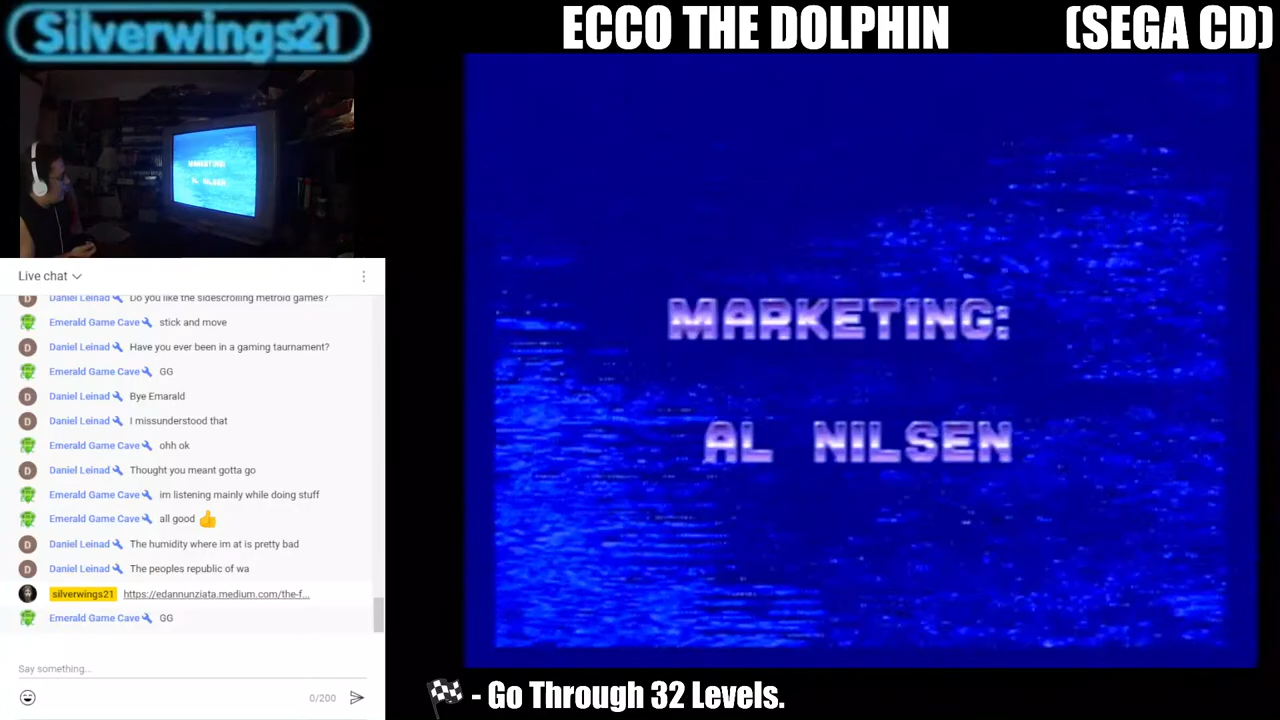 Silverwings21
ECCO THE DOLPHIN (SEGA CD)
MARKETING:
AL NILSEN
MARKETING:
AL NILSEN
Live chat
Daniel Leinad Do you like the sidescrolling metroid games?
Emerald Game Cave stick and move
Daniel Leinad Have you ever been in a gaming taurnament?
Emerald Game Cave GG
Daniel Leinad Bye Emarald
Daniel Leinad I missunderstood that
Emerald Game Cave ohh ok
Daniel Leinad Thought you meant gotta go
Emerald Game Cave im listening mainly while doing stuff
Emerald Game Cave all good 👍
Daniel Leinad The humidity where im at is pretty bad
Daniel Leinad The peoples republic of wa
silverwings21 https://edannunziata.medium.com/the-f...
Emerald Game Cave GG
Say something...
0/200
- Go Through 32 Levels.